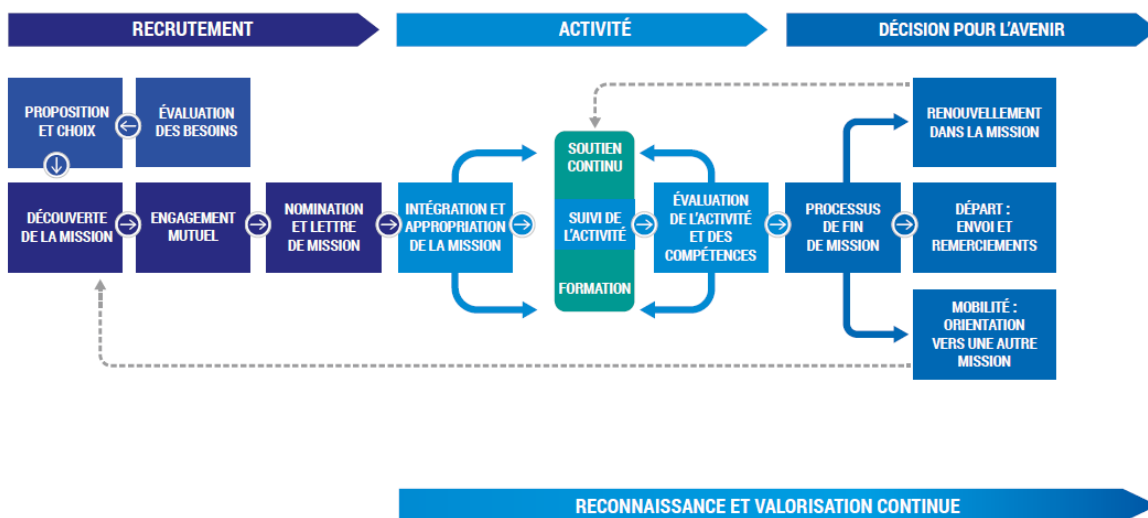 RECRUTEMENT
ACTIVITÉ
DÉCISION POUR L'AVENIR
PROPOSITION
ET CHOIX
ÉVALUATION
DES BESOINS
DÉCOUVERTE
DE LA MISSION
ENGAGEMENT
MUTUEL
NOMINATION
ET LETTRE
DE MISSION
INTÉGRATION ET
APPROPRIATION
DE LA MISSION
SOUTIEN
CONTINU
SUIVI DE
L'ACTIVITÉ
FORMATION
ÉVALUATION
DE L'ACTIVITÉ
ET DES
COMPÉTENCES
PROCESSUS
DE FIN
DE MISSION
RENOUVELLEMENT
DANS LA MISSION
DÉPART :
ENVOI ET
REMERCIEMENTS
MOBILITÉ :
ORIENTATION
VERS UNE AUTRE
MISSION
RECONNAISSANCE ET VALORISATION CONTINUE